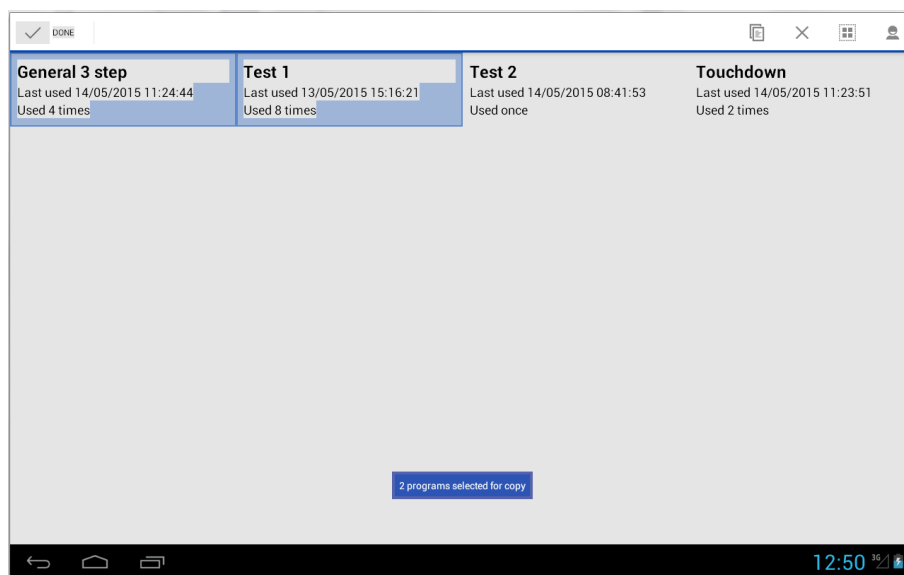 DONE
General 3 step
Last used 14/05/2015 11:24:44
Used 4 times
Test 1
Last used 13/05/2015 15:16:21
Used 8 times
Test 2
Last used 14/05/2015 08:41:53
Used once
Touchdown
Last used 14/05/2015 11:23:51
Used 2 times
2 programs selected for copy
12:50 3G